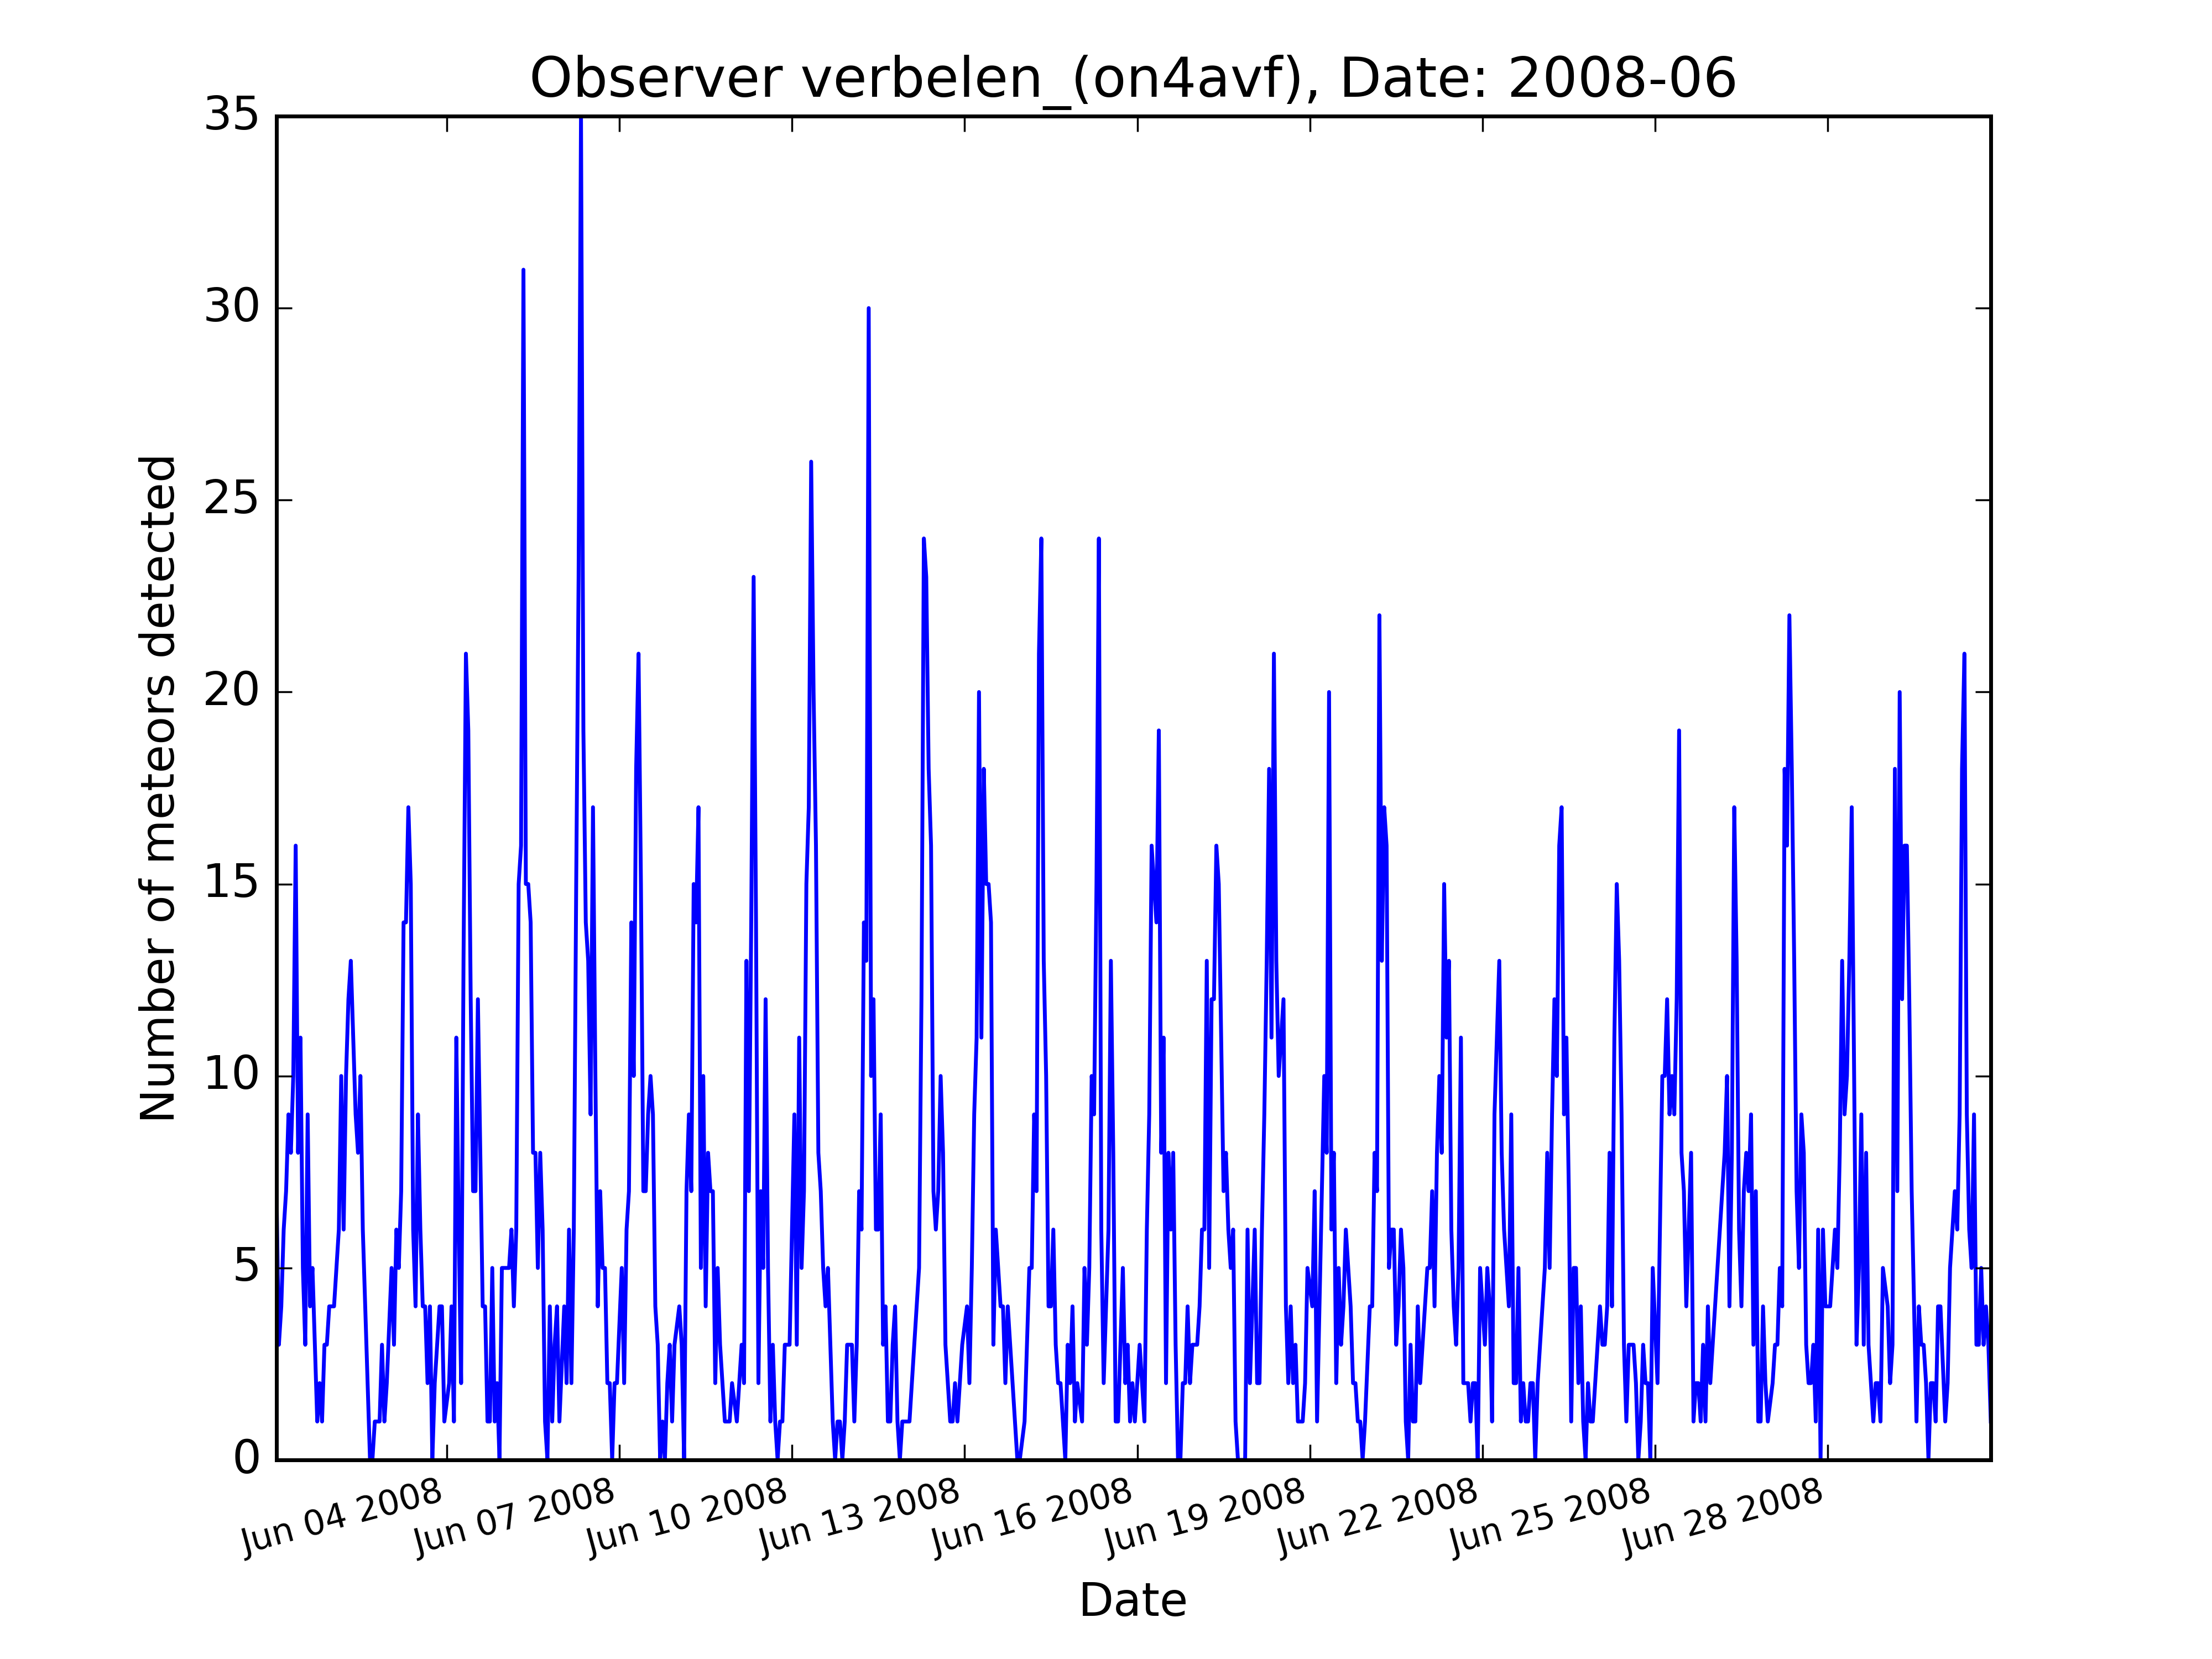 Observer verbelen_(on4avf), Date: 2008-06
Number of meteors detected
35
30
25
20
15
10
5
0
Jun 04 2008
Jun 07 2008
Jun 10 2008
Jun 13 2008
Jun 16 2008
Jun 19 2008
Jun 22 2008
Jun 25 2008
Jun 28 2008
Date